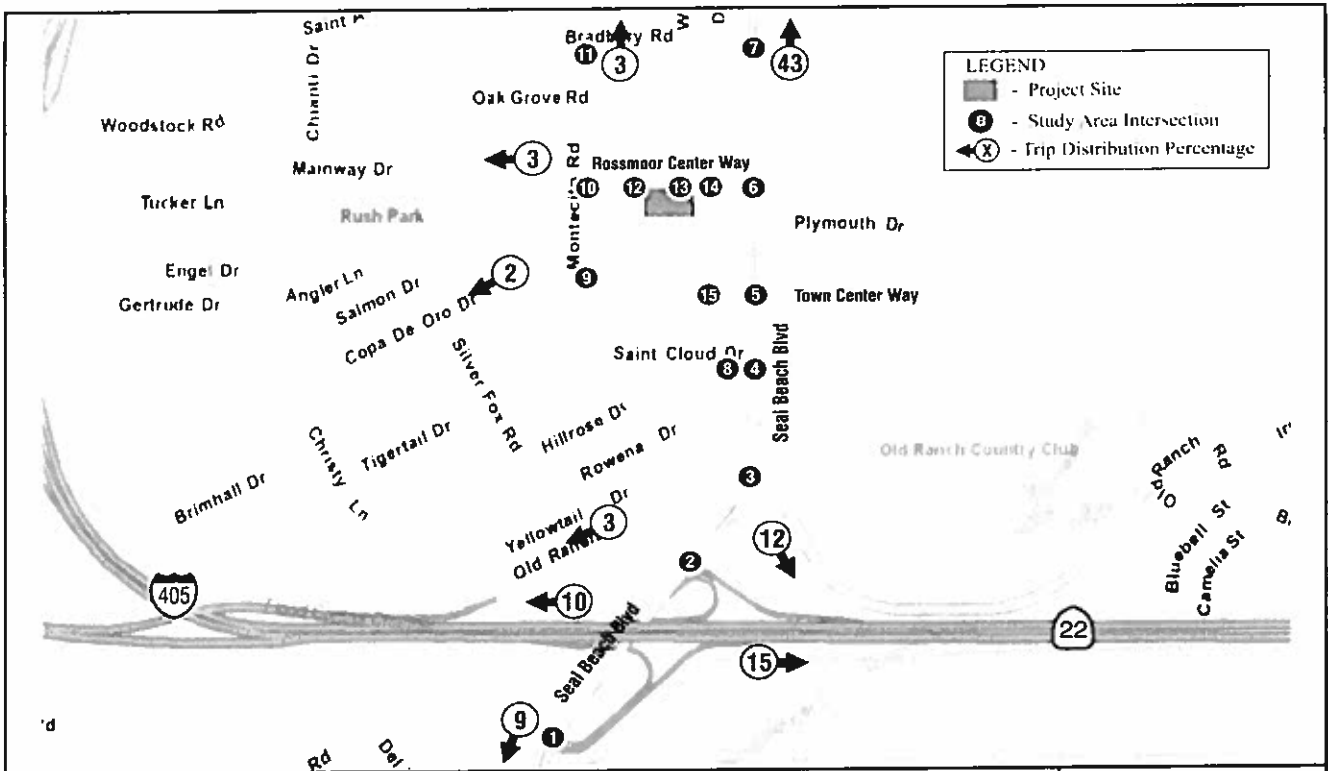 Saint
Chianti Dr
Bradbury Rd
W
D
11
3
7
43
LEGEND
- Project Site
8 - Study Area Intersection
X - Trip Distribution Percentage
Oak Grove Rd
Woodstock Rd
Mainway Dr
3
Montecito Rd
Rossmoor Center Way
10
12
13
14
6
Tucker Ln
Rush Park
Plymouth Dr
Engel Dr
Gertrude Dr
Angler Ln
Salmon Dr
2
9
15
5
Town Center Way
Copa De Oro Dr
Silver Fox Rd
Saint Cloud Dr
8
4
Seal Beach Blvd
Hillrose Dr
Rowena Dr
Tigertail Dr
Christy Ln
Brimhall Dr
3
Old Ranch Country Club
Old Ranch Rd
Yellowtail Dr
3
Old Ranch
12
2
Bluebell St
Camelia St
405
10
22
Seal Beach Blvd
15
9
1
'd
Rd
Del